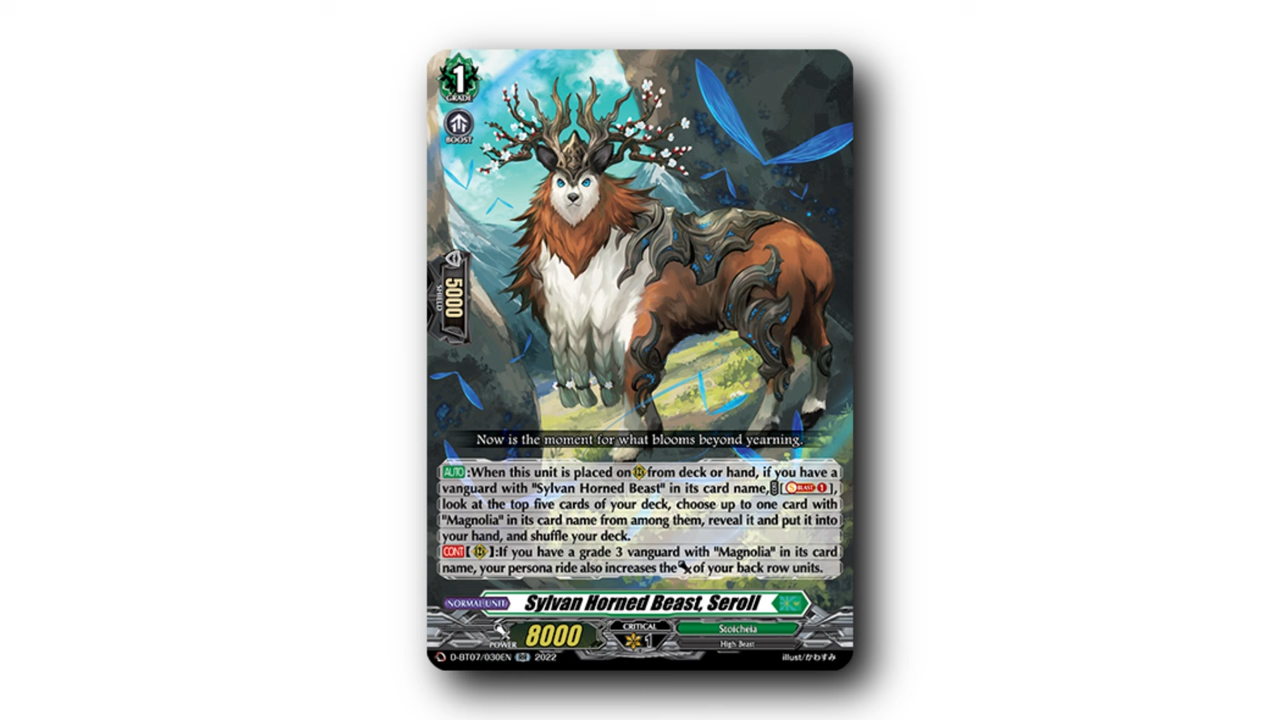 1
GRADE
BOOST
5000
SHIELD
Now is the moment for what blooms beyond yearning.
AUTO:When this unit is placed on from deck or hand, if you have a
vanguard with "Sylvan Horned Beast" in its card name, [ BLAST 1 ],
look at the top five cards of your deck, choose up to one card with
"Magnolia" in its card name from among them, reveal it and put it into
your hand, and shuffle your deck.
CONT[ ]:If you have a grade 3 vanguard with "Magnolia" in its card
name, your persona ride also increases the of your back row units.
NORMAL UNIT Sylvan Horned Beast, Seroll
POWER 8000 CRITICAL 1 Stoicheia
High Beast
D-BT07/030EN RR 2022 illust/かわすみ